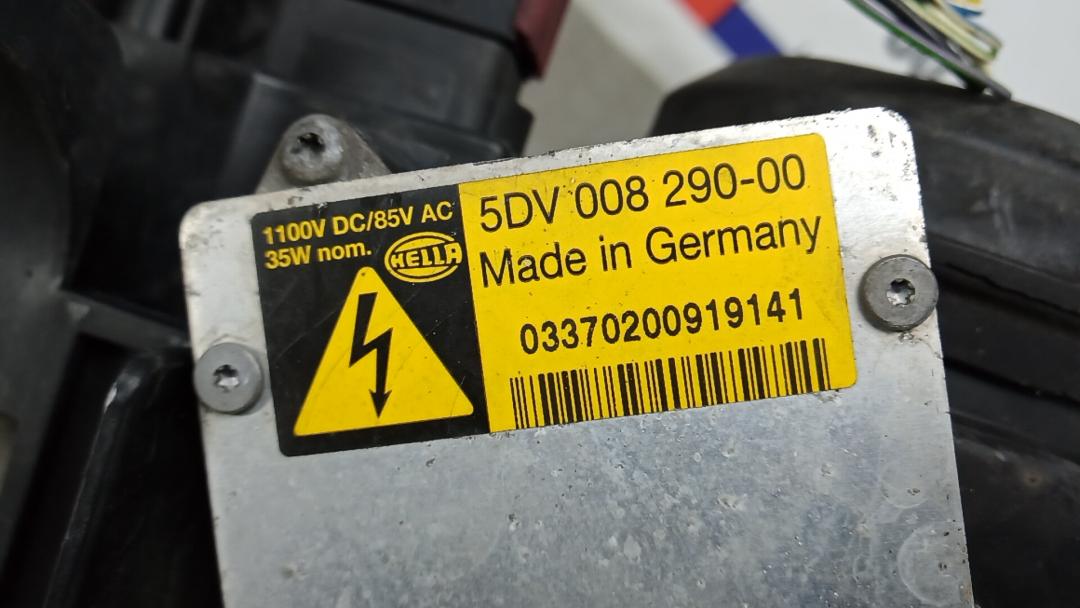 1100V DC/85V AC
35W nom.
HELLA
5DV 008 290-00
Made in Germany
03370200919141